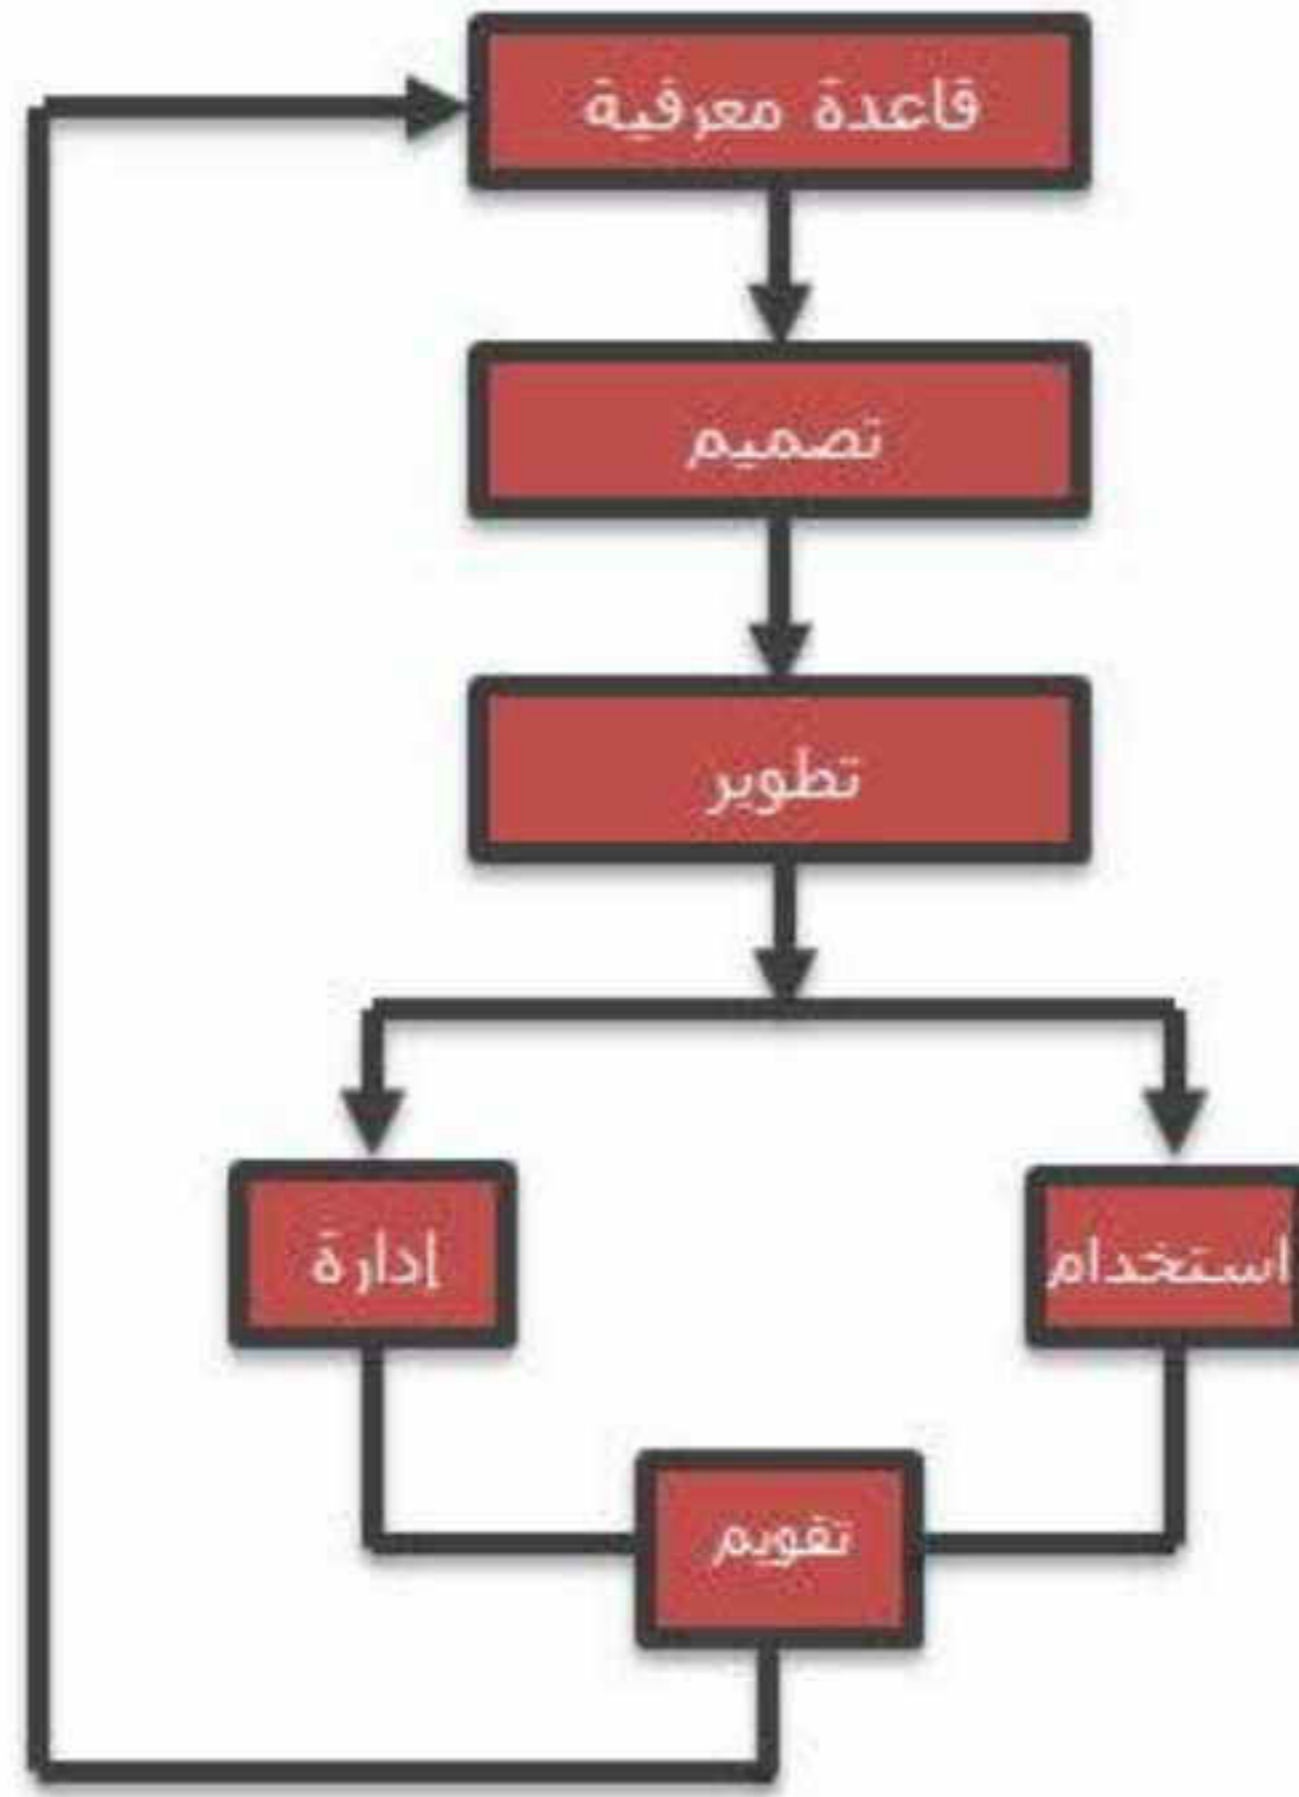 قاعدة معرفية
تصميم
تطوير
استخدام
إدارة
تقويم